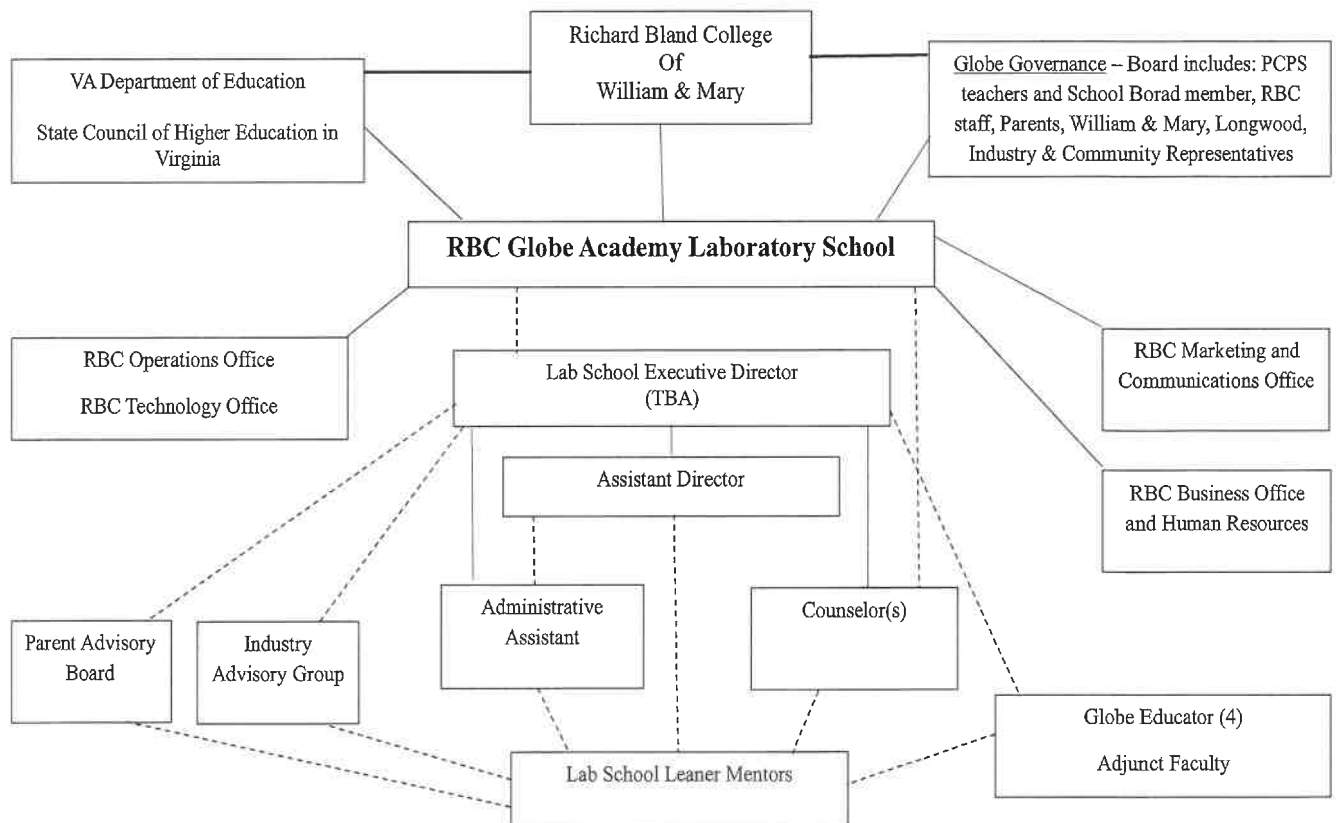 Richard Bland College
Of
William & Mary
VA Department of Education
State Council of Higher Education in
Virginia
Globe Governance – Board includes: PCPS
teachers and School Borad member, RBC
staff, Parents, William & Mary, Longwood,
Industry & Community Representatives
RBC Globe Academy Laboratory School
RBC Operations Office
RBC Technology Office
Lab School Executive Director
(TBA)
RBC Marketing and
Communications Office
Assistant Director
RBC Business Office
and Human Resources
Parent Advisory
Board
Industry
Advisory Group
Administrative
Assistant
Counselor(s)
Globe Educator (4)
Adjunct Faculty
Lab School Leaner Mentors